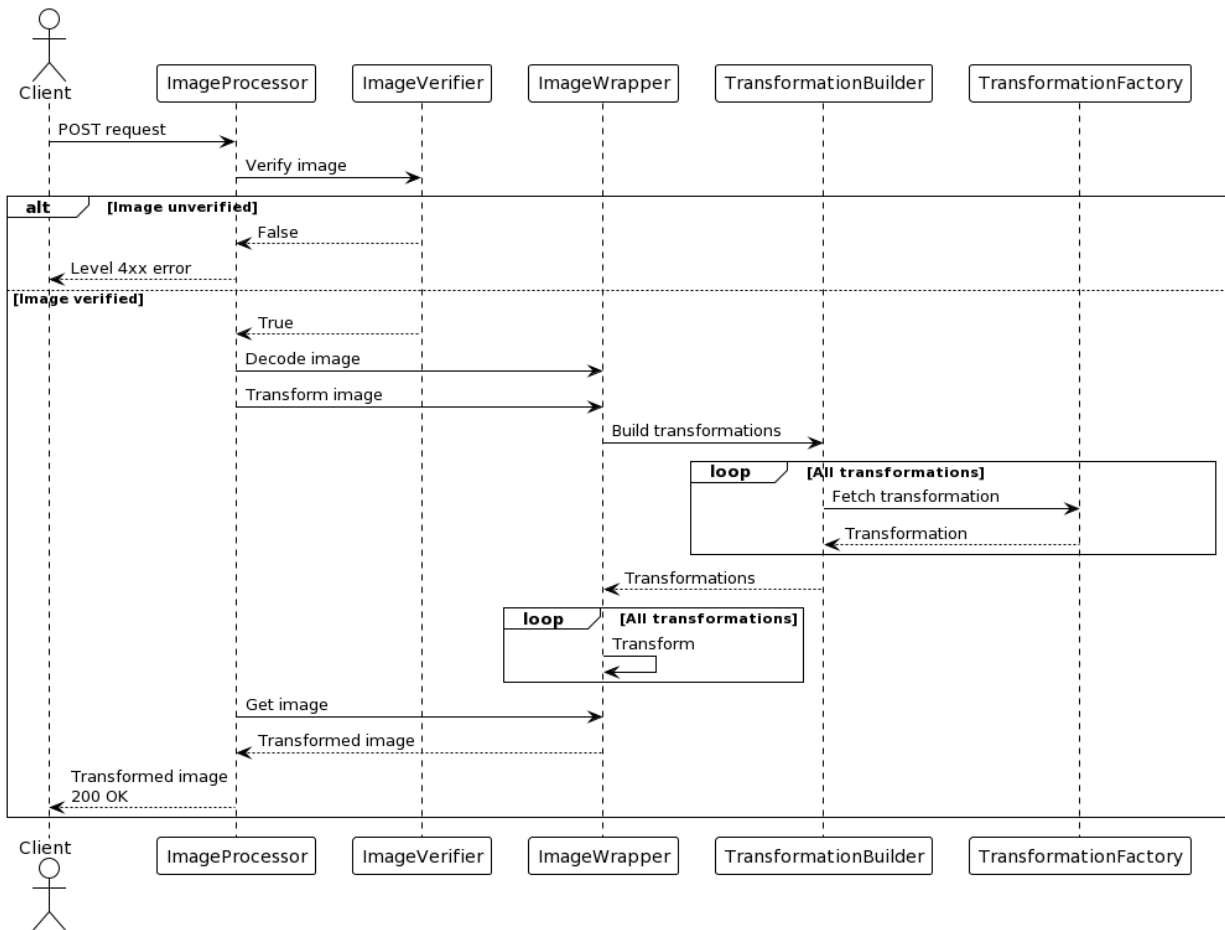 Client
ImageProcessor
ImageVerifier
ImageWrapper
TransformationBuilder
TransformationFactory
POST request
Verify image
alt
[Image unverified]
False
Level 4xx error
[Image verified]
True
Decode image
Transform image
Build transformations
loop
[All transformations]
Fetch transformation
Transformation
Transformations
loop
[All transformations]
Transform
Get image
Transformed image
Transformed image
200 OK
Client
ImageProcessor
ImageVerifier
ImageWrapper
TransformationBuilder
TransformationFactory